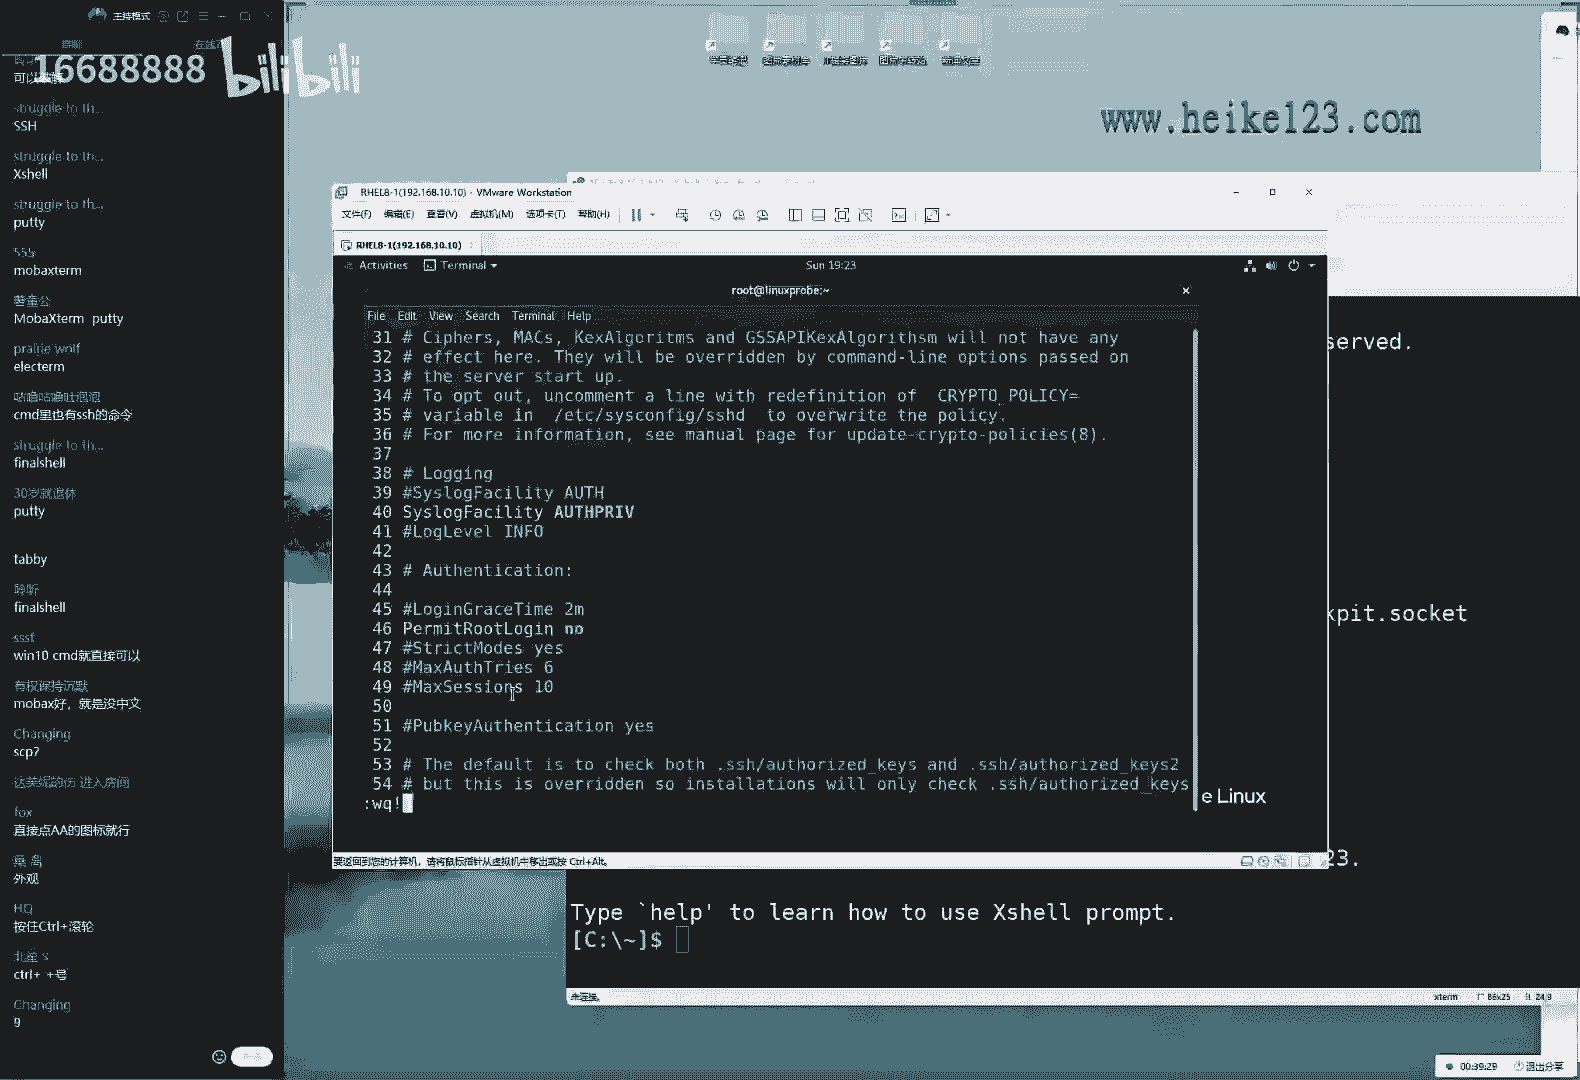 主持模式
16688888
bilibili
struggle to th...
SSH
struggle to th...
Xshell
struggle to th...
putty
sss
mobaxterm
MobaXterm putty
prairie wolf
electerm
咕噜咕噜吐泡泡
cmd里也有ssh的命令
struggle to th...
finalshell
30岁就退休
putty
tabby
聆听
finalshell
sssf
win10 cmd就直接可以
有权保持沉默
mobax好，就是没中文
Changing
scp?
进入房间
fox
直接点AA的图标就行
桑 离
外观
HQ
按住Ctrl+滚轮
ctrl+ +号
Changing
9
www.heike123.com
RHEL8-1(192.168.10.10) - VMware Workstation
文件(F) 编辑(E) 查看(V) 虚拟机(M) 选项卡(T) 帮助(H)
RHEL8-1(192.168.10.10)
Activities Terminal Sun 19:23
root@linuxprobe:~
File Edit View Search Terminal Help
31 # Ciphers, MACs, KexAlgoritms and GSSAPIKexAlgorithsm will not have any
32 # effect here. They will be overridden by command-line options passed on
33 # the server start up.
34 # To opt out, uncomment a line with redefinition of CRYPTO_POLICY=
35 # variable in /etc/sysconfig/sshd to overwrite the policy.
36 # For more information, see manual page for update-crypto-policies(8).
37
38 # Logging
39 #SyslogFacility AUTH
40 SyslogFacility AUTHPRIV
41 #LogLevel INFO
42
43 # Authentication:
44
45 #LoginGraceTime 2m
46 PermitRootLogin no
47 #StrictModes yes
48 #MaxAuthTries 6
49 #MaxSessions 10
50
51 #PubkeyAuthentication yes
52
53 # The default is to check both .ssh/authorized_keys and .ssh/authorized_keys2
54 # but this is overridden so installations will only check .ssh/authorized_keys
:wq!
要返回到您的计算机，请将鼠标指针从虚拟机中移出或按 Ctrl+Alt。
served.
kpit.socket
e Linux
23.
Type `help' to learn how to use Xshell prompt.
[C:\~]$
未连接。
xterm 86x25 24,9
00:39:29 退出分享